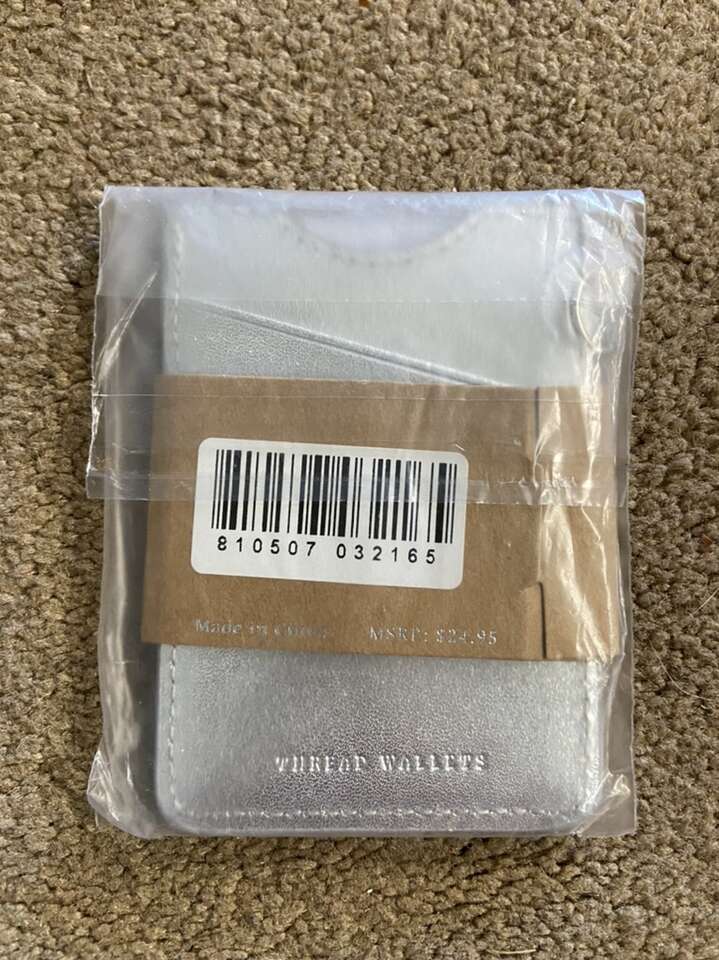 810507 032165
Made in China MSRP: $24.95
THREAD WALLETS